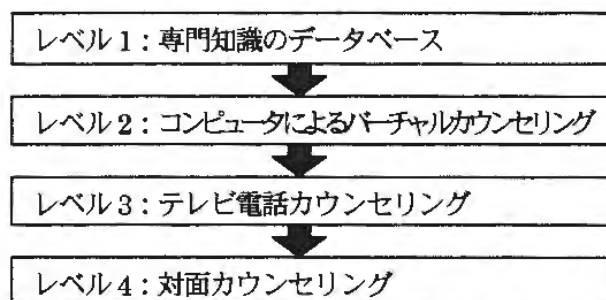 レベル1：専門知識のデータベース
レベル2：コンピュータによるバーチャルカウンセリング
レベル3：テレビ電話カウンセリング
レベル4：対面カウンセリング